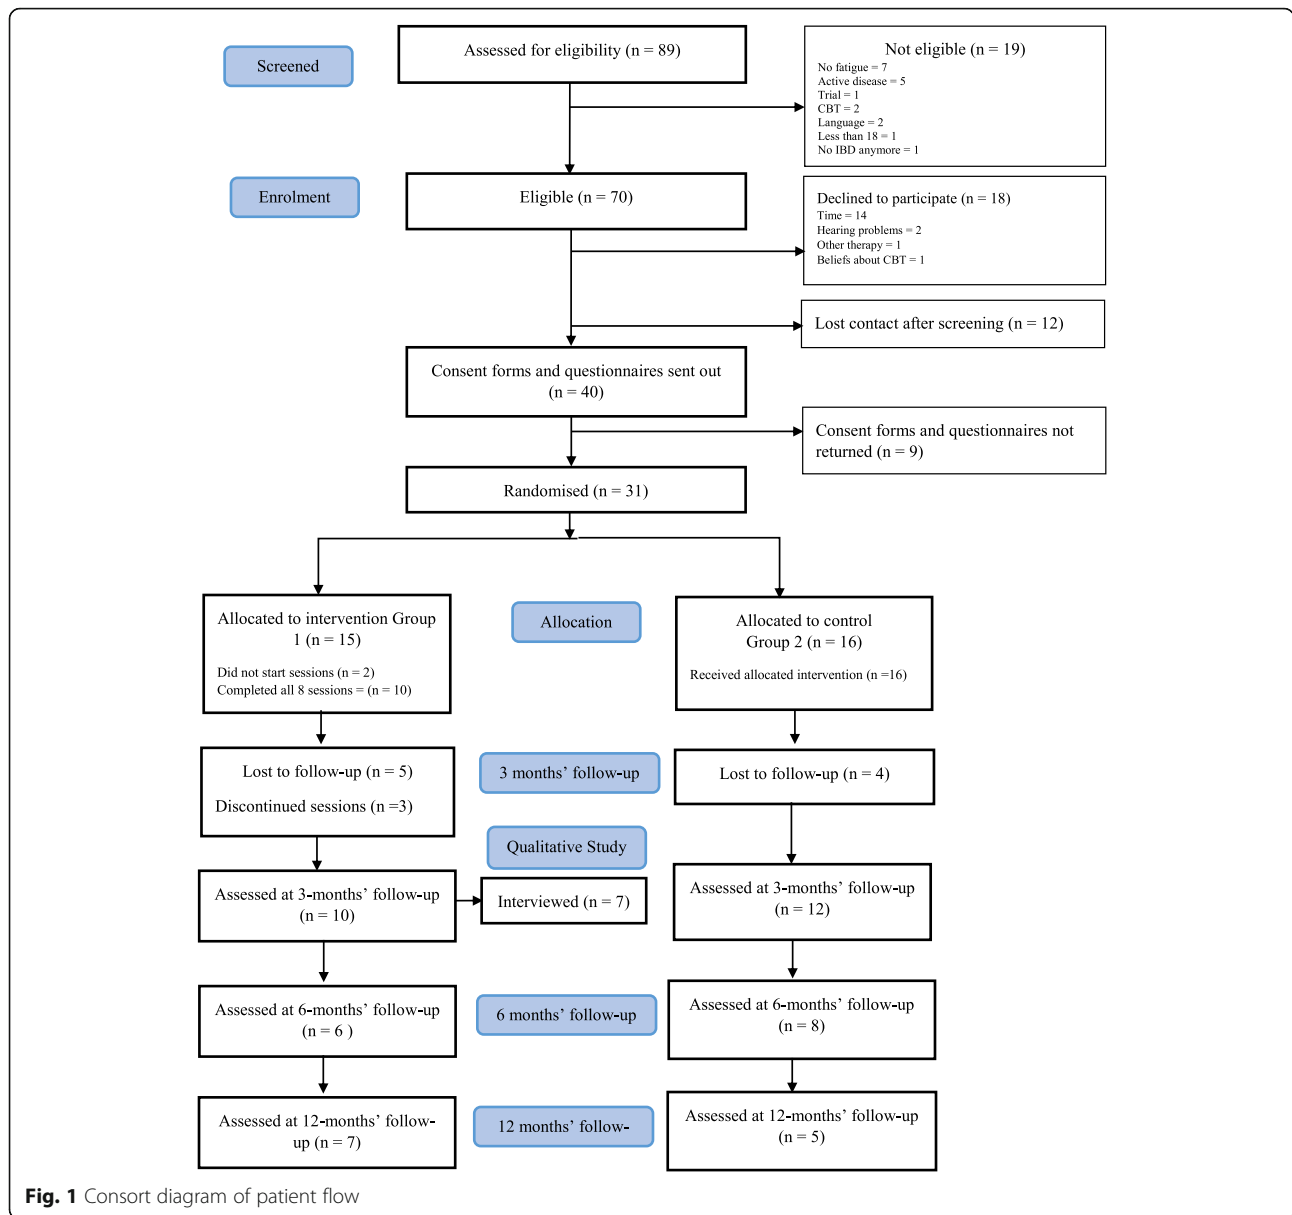 Assessed for eligibility (n = 89)
Screened
Not eligible (n = 19)
No fatigue = 7
Active disease = 5
Trial = 1
CBT = 2
Language = 2
Less than 18 = 1
No IBD anymore = 1
Enrolment
Eligible (n = 70)
Declined to participate (n = 18)
Time = 14
Hearing problems = 2
Other therapy = 1
Beliefs about CBT = 1
Lost contact after screening (n = 12)
Consent forms and questionnaires sent out
(n = 40)
Consent forms and questionnaires not
returned (n = 9)
Randomised (n = 31)
Allocated to intervention Group
1 (n = 15)
Did not start sessions (n = 2)
Completed all 8 sessions = (n = 10)
Allocation
Allocated to control
Group 2 (n = 16)
Received allocated intervention (n =16)
Lost to follow-up (n = 5)
Discontinued sessions (n =3)
3 months’ follow-up
Lost to follow-up (n = 4)
Qualitative Study
Assessed at 3-months’ follow-up
(n = 10)
Interviewed (n = 7)
Assessed at 3-months’ follow-up
(n = 12)
Assessed at 6-months’ follow-up
(n = 6 )
6 months’ follow-up
Assessed at 6-months’ follow-up
(n = 8)
Assessed at 12-months’ follow-
up (n = 7)
12 months’ follow-
Assessed at 12-months’ follow-up
(n = 5)
Fig. 1 Consort diagram of patient flow